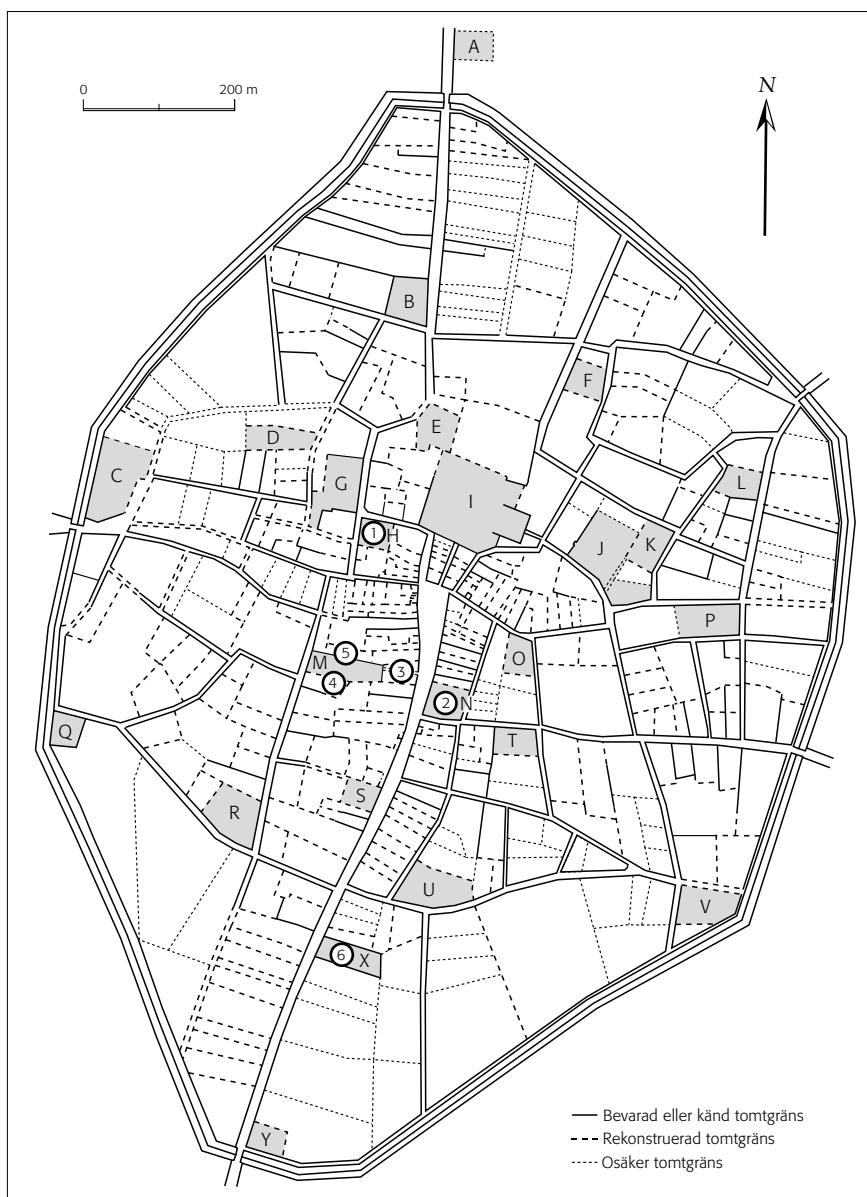 A
0 200 m
N
B
F
E
D
C
G
L
I
1 H
J
K
P
5
M
O
3
4
2 N
Q
T
S
R
U
V
6 X
Bevarad eller känd tomtgräns
Rekonstruerad tomtgräns
Y
Osäker tomtgräns